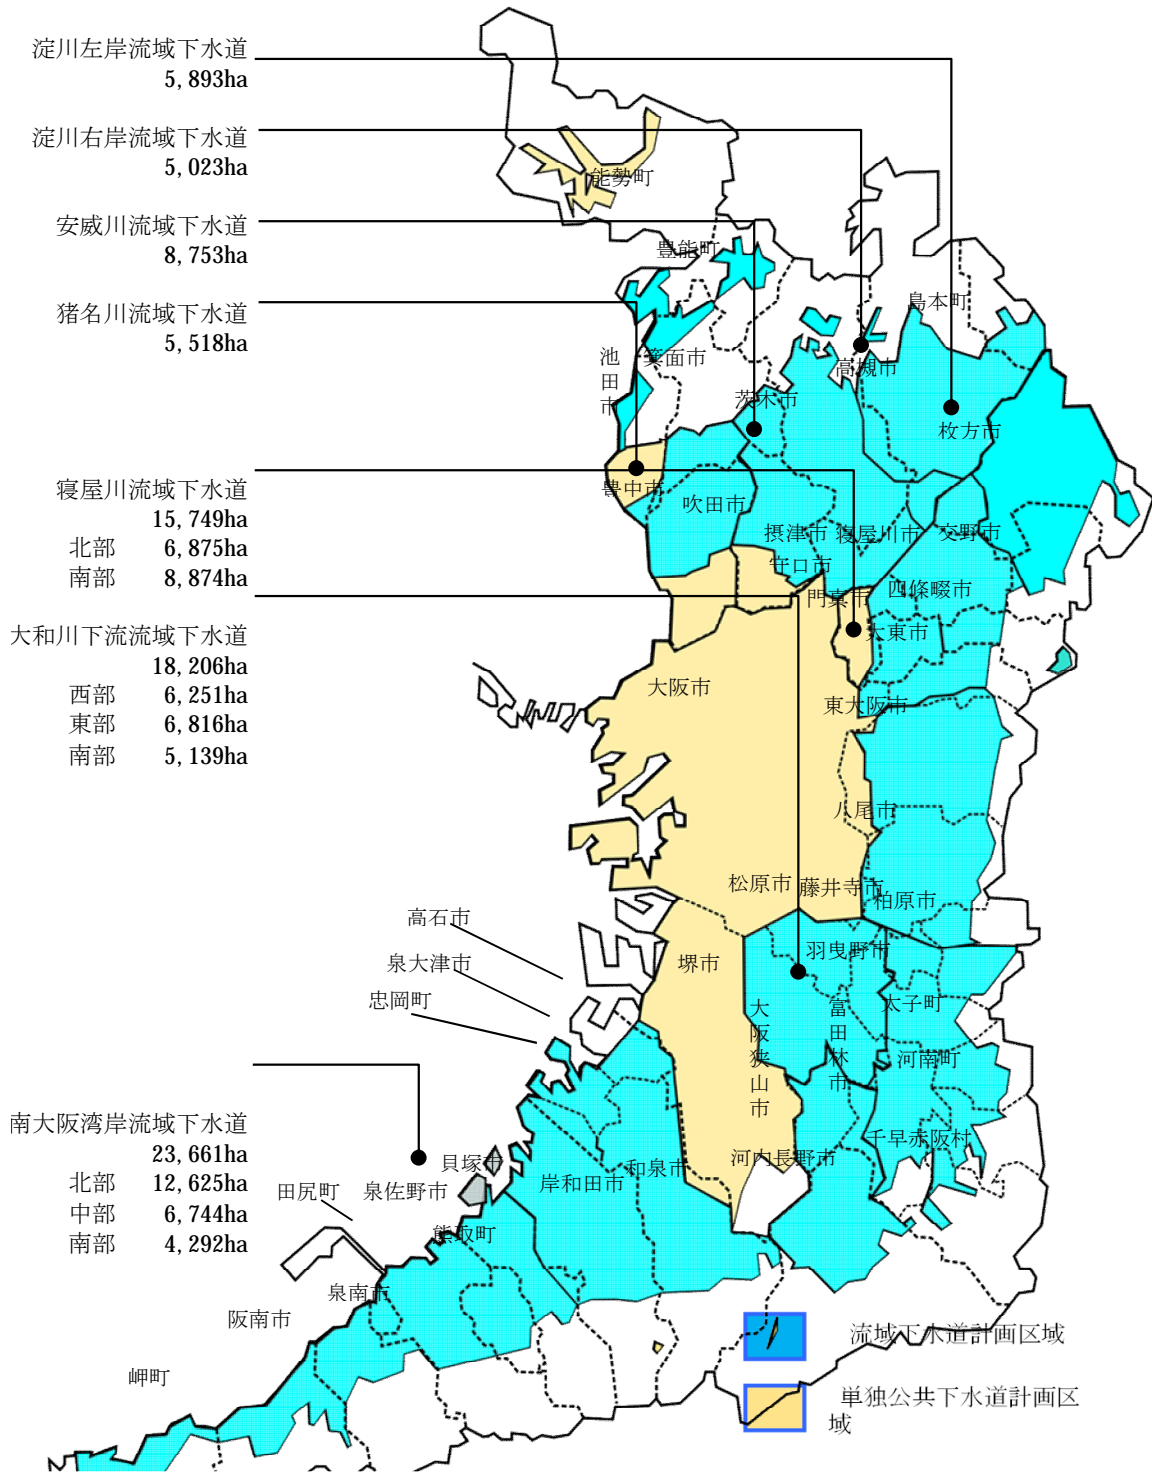 淀川左岸流域下水道
5,893ha
淀川右岸流域下水道
5,023ha
安威川流域下水道
8,753ha
猪名川流域下水道
5,518ha
寝屋川流域下水道
15,749ha
北部 6,875ha
南部 8,874ha
大和川下流流域下水道
18,206ha
西部 6,251ha
東部 6,816ha
南部 5,139ha
南大阪湾岸流域下水道
23,661ha
北部 12,625ha
中部 6,744ha
南部 4,292ha
能勢町
豊能町
島本町
池田市
箕面市
高槻市
茨木市
枚方市
豊中市
吹田市
摂津市
寝屋川市
交野市
守口市
門真市
四條畷市
大東市
大阪市
東大阪市
八尾市
松原市
藤井寺市
柏原市
高石市
泉大津市
忠岡町
堺市
羽曳野市
大阪狭山市
富田林市
太子町
河南町
千早赤阪村
河内長野市
和泉市
岸和田市
貝塚市
泉佐野市
田尻町
熊取町
泉南市
阪南市
岬町
流域下水道計画区域
単独公共下水道計画区
域